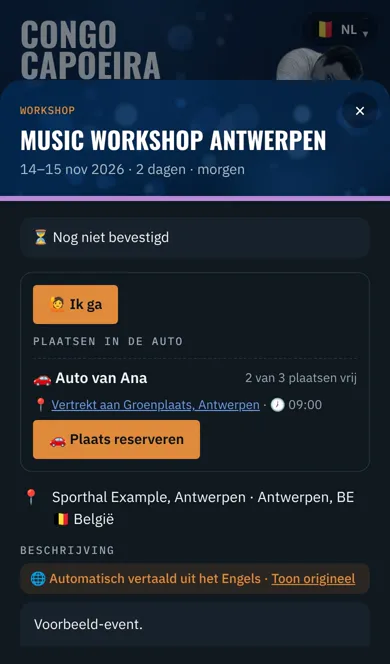 CONGO
CAPOEIRA
NL
WORKSHOP
MUSIC WORKSHOP ANTWERPEN
14–15 nov 2026 · 2 dagen · morgen
Nog niet bevestigd
Ik ga
PLAATSEN IN DE AUTO
Auto van Ana
2 van 3 plaatsen vrij
Vertrekt aan Groenplaats, Antwerpen · 09:00
Plaats reserveren
Sporthal Example, Antwerpen · Antwerpen, BE
België
BESCHRIJVING
Automatisch vertaald uit het Engels · Toon origineel
Voorbeeld-event.